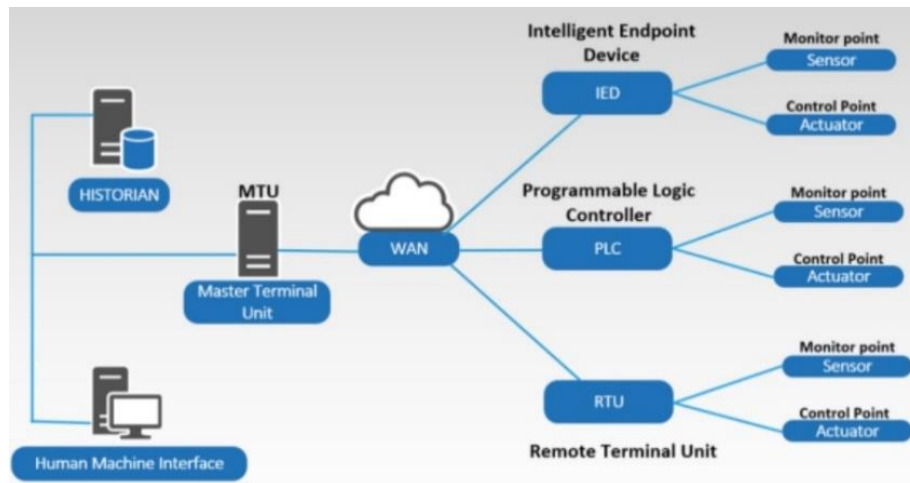 Intelligent Endpoint
Device
IED
Monitor point
Sensor
Control Point
Actuator
HISTORIAN
MTU
Master Terminal
Unit
WAN
Programmable Logic
Controller
PLC
Monitor point
Sensor
Control Point
Actuator
Human Machine Interface
RTU
Remote Terminal Unit
Monitor point
Sensor
Control Point
Actuator